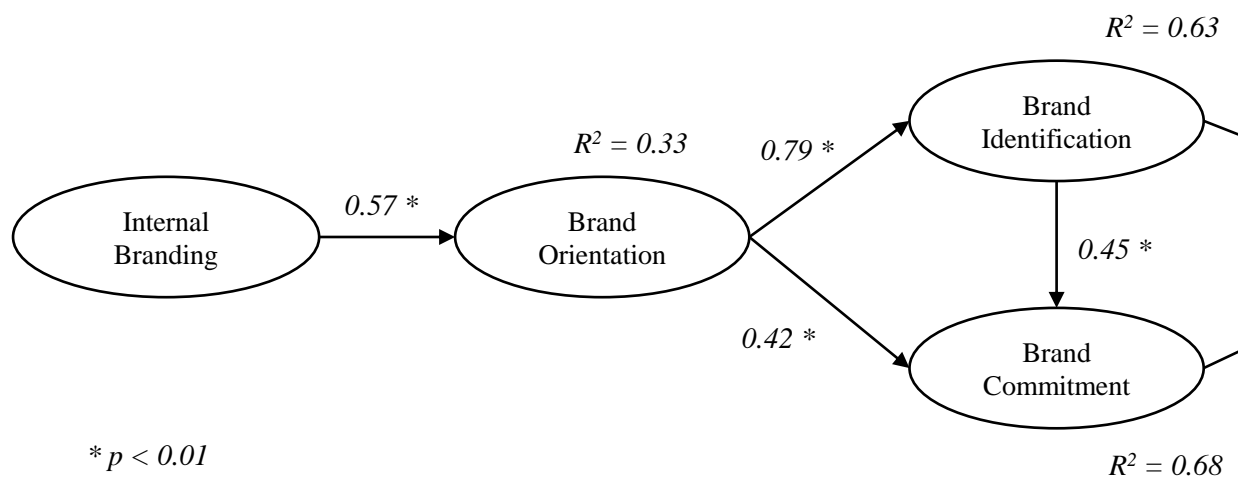 R² = 0.63
Brand
Identification
R² = 0.33
0.79 *
0.57 *
Internal
Branding
Brand
Orientation
0.45 *
0.42 *
Brand
Commitment
* p < 0.01
R² = 0.68